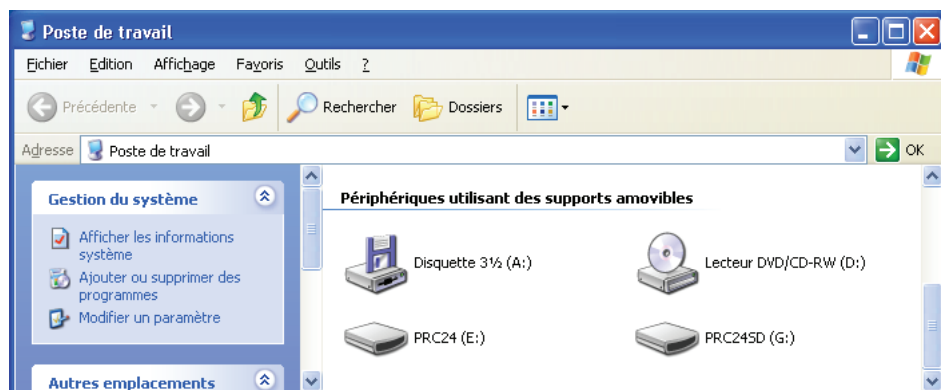 Poste de travail
Fichier Edition Affichage Favoris Outils ?
Précédente Rechercher Dossiers
Adresse Poste de travail OK
Gestion du système
Afficher les informations
système
Ajouter ou supprimer des
programmes
Modifier un paramètre
Autres emplacements
Périphériques utilisant des supports amovibles
Disquette 3½ (A:) Lecteur DVD/CD-RW (D:)
PRC24 (E:) PRC24SD (G:)